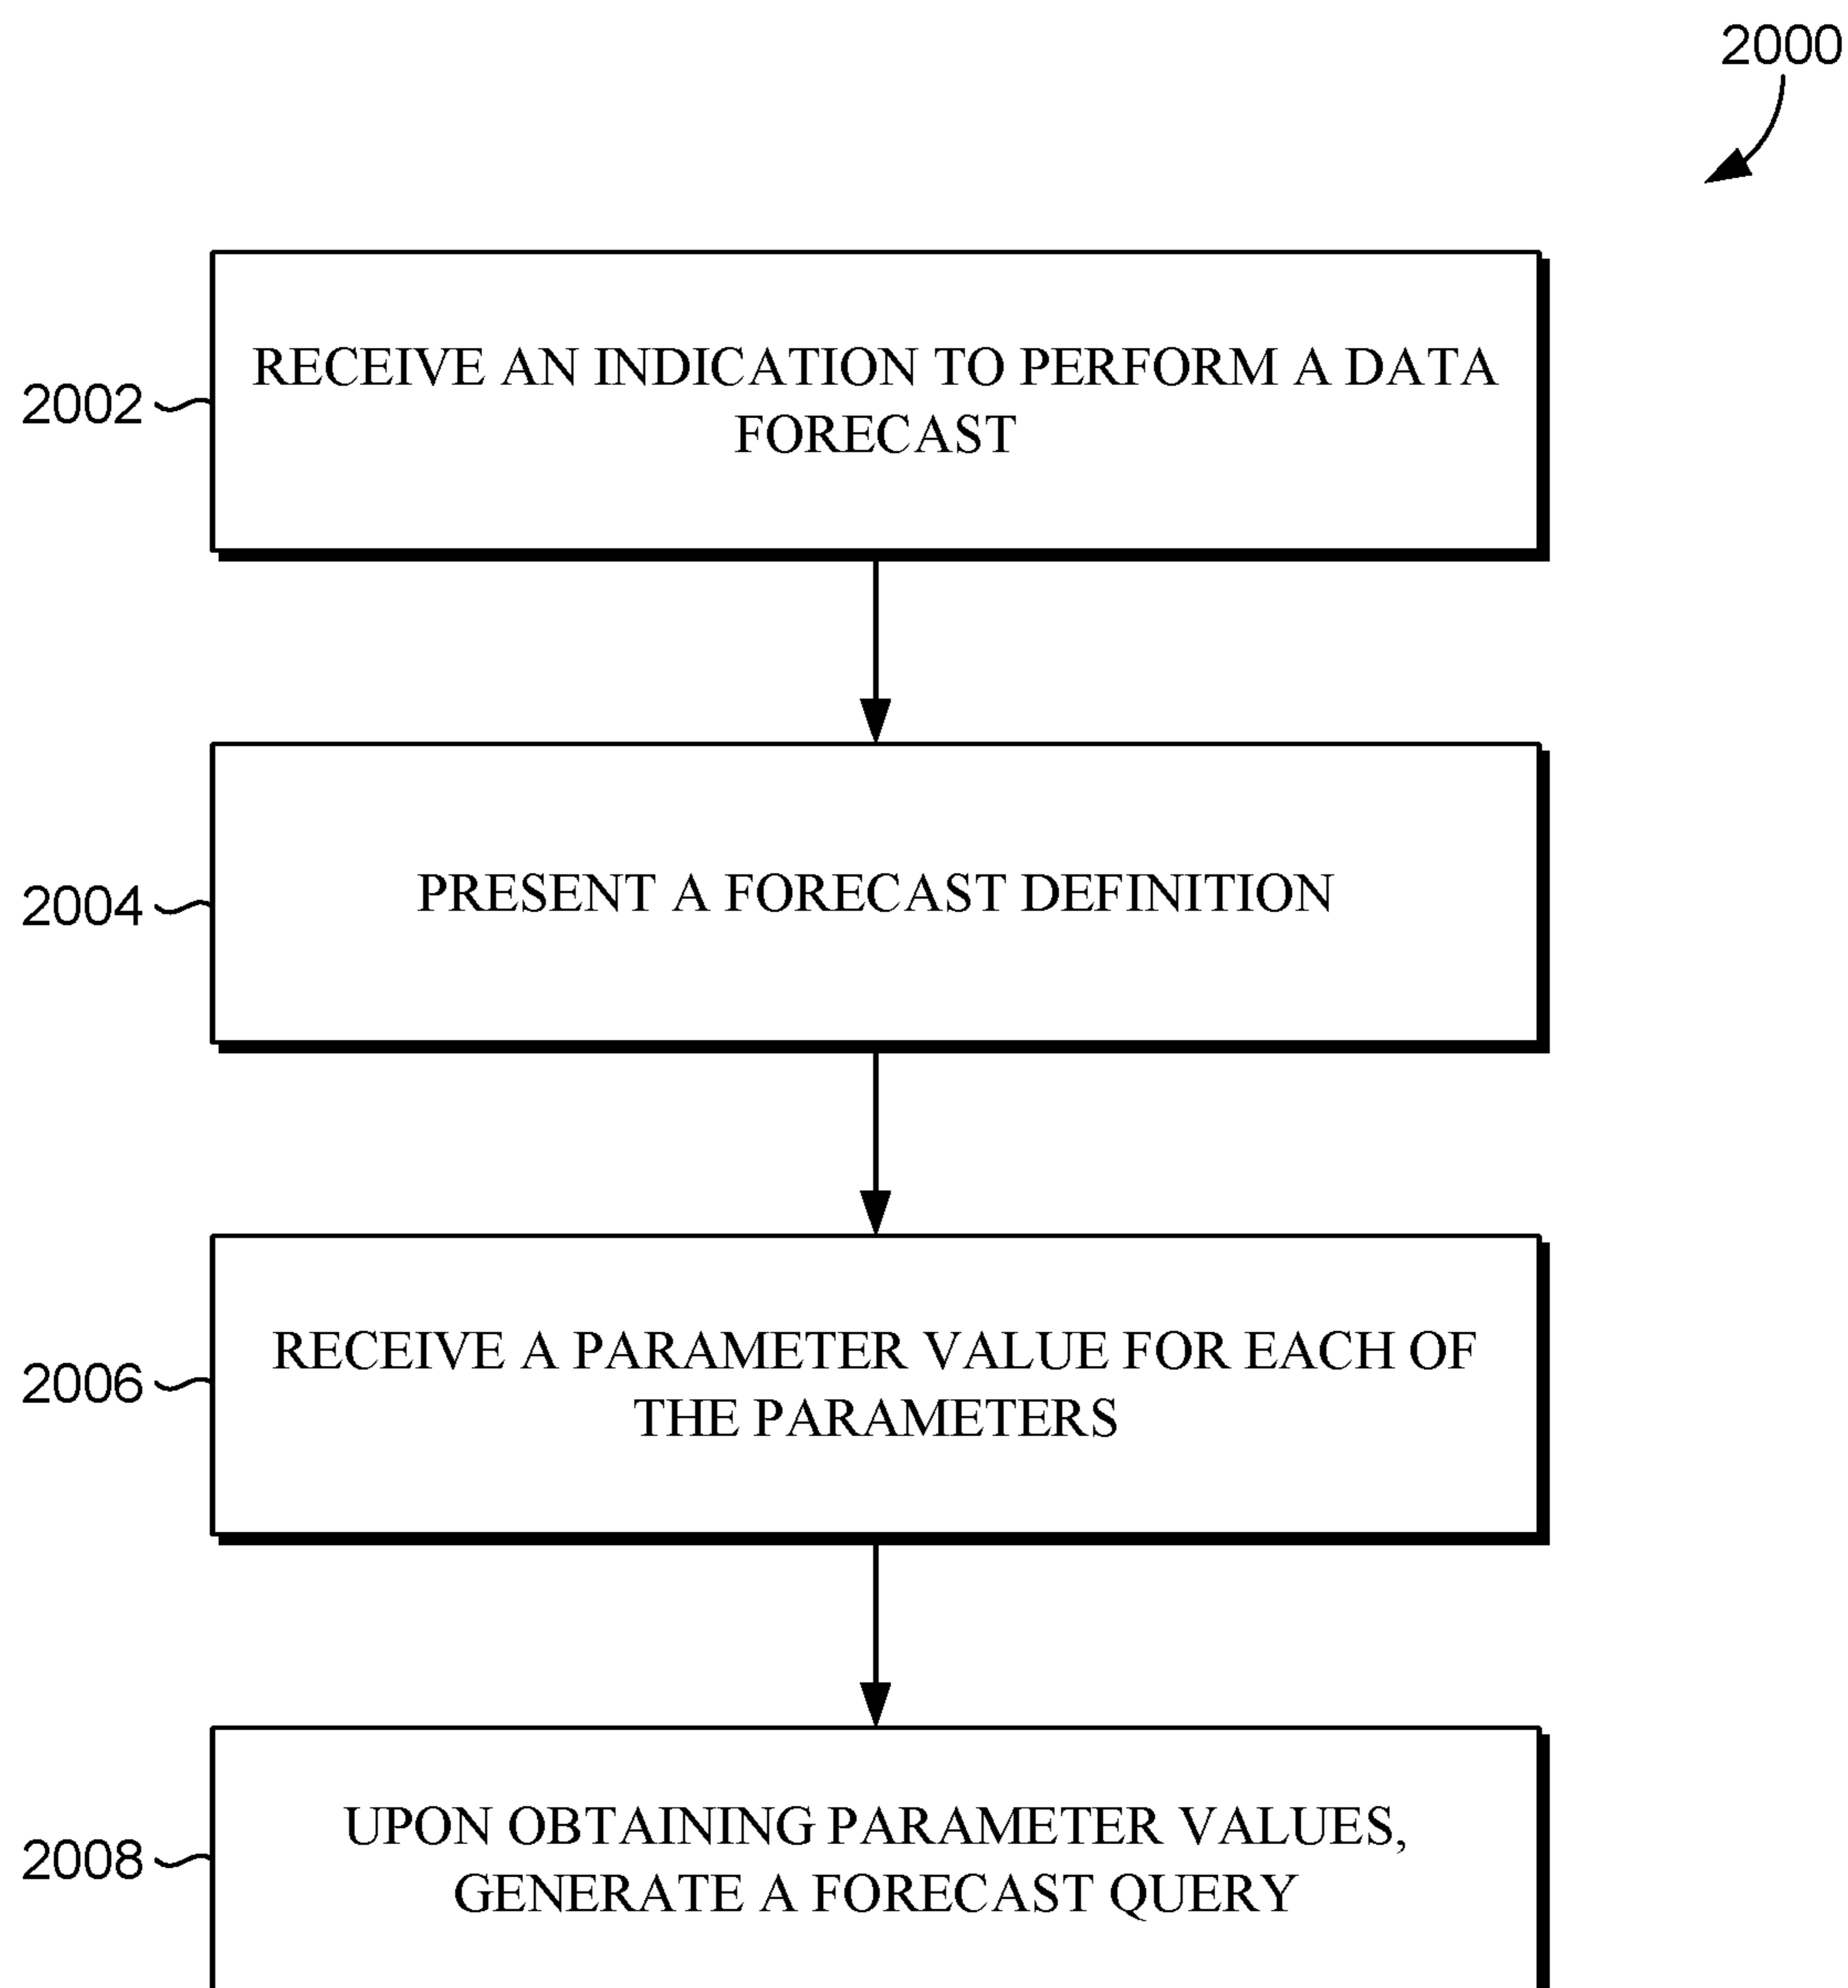 2000
2002
RECEIVE AN INDICATION TO PERFORM A DATA
FORECAST
2004
PRESENT A FORECAST DEFINITION
2006
RECEIVE A PARAMETER VALUE FOR EACH OF
THE PARAMETERS
2008
UPON OBTAINING PARAMETER VALUES,
GENERATE A FORECAST QUERY